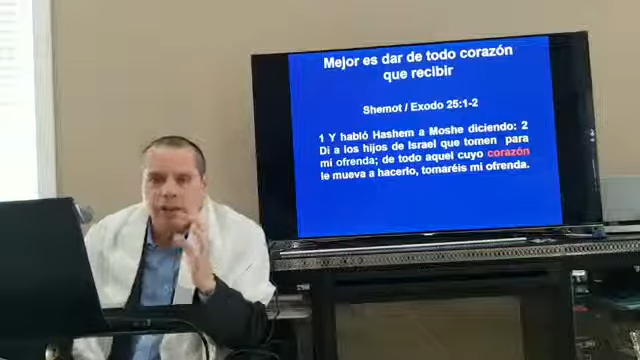 Mejor es dar de todo corazón
que recibir
Shemot / Exodo 25:1-2
1 Y habló Hashem a Moshe diciendo: 2
Di a los hijos de Israel que tomen para
mi ofrenda; de todo aquel cuyo corazón
le mueva a hacerlo, tomaréis mi ofrenda.